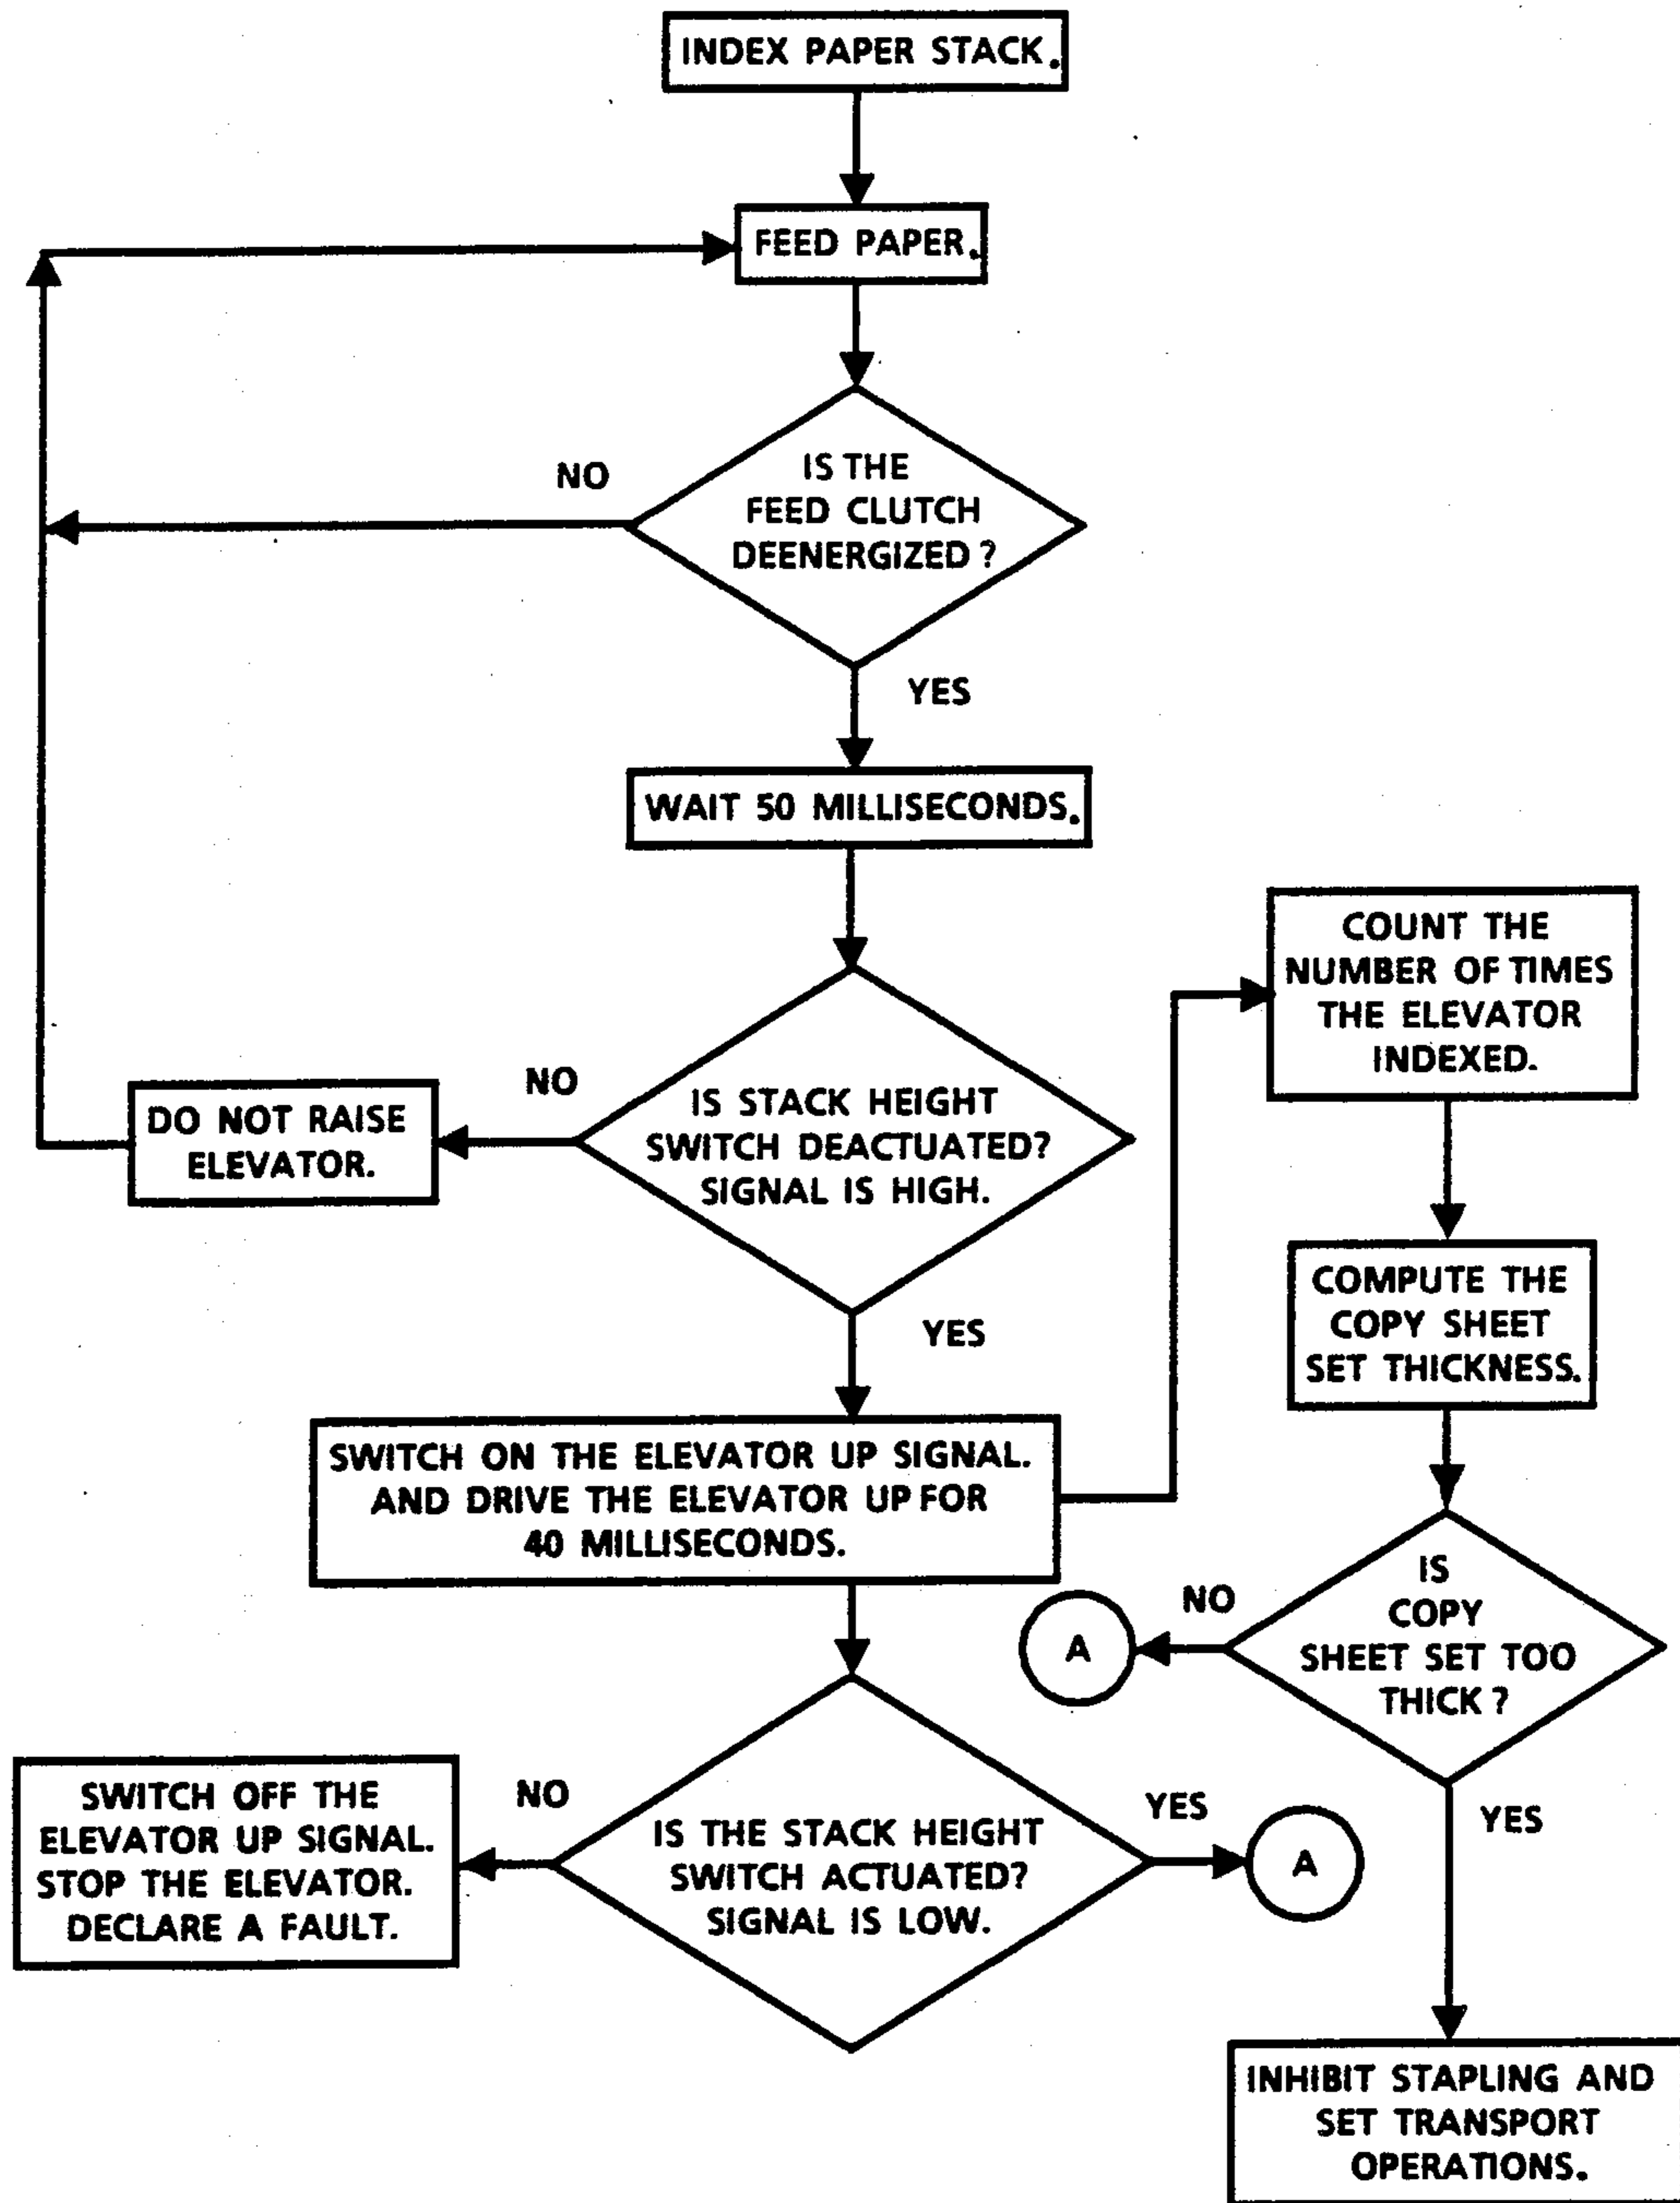 INDEX PAPER STACK.
FEED PAPER.
IS THE
FEED CLUTCH
DEENERGIZED?
NO
YES
WAIT 50 MILLISECONDS.
IS STACK HEIGHT
SWITCH DEACTUATED?
SIGNAL IS HIGH.
NO
DO NOT RAISE
ELEVATOR.
YES
SWITCH ON THE ELEVATOR UP SIGNAL.
AND DRIVE THE ELEVATOR UP FOR
40 MILLISECONDS.
COUNT THE
NUMBER OF TIMES
THE ELEVATOR
INDEXED.
COMPUTE THE
COPY SHEET
SET THICKNESS.
IS
COPY
SHEET SET TOO
THICK?
NO
A
YES
INHIBIT STAPLING AND
SET TRANSPORT
OPERATIONS.
IS THE STACK HEIGHT
SWITCH ACTUATED?
SIGNAL IS LOW.
YES
A
NO
SWITCH OFF THE
ELEVATOR UP SIGNAL.
STOP THE ELEVATOR.
DECLARE A FAULT.